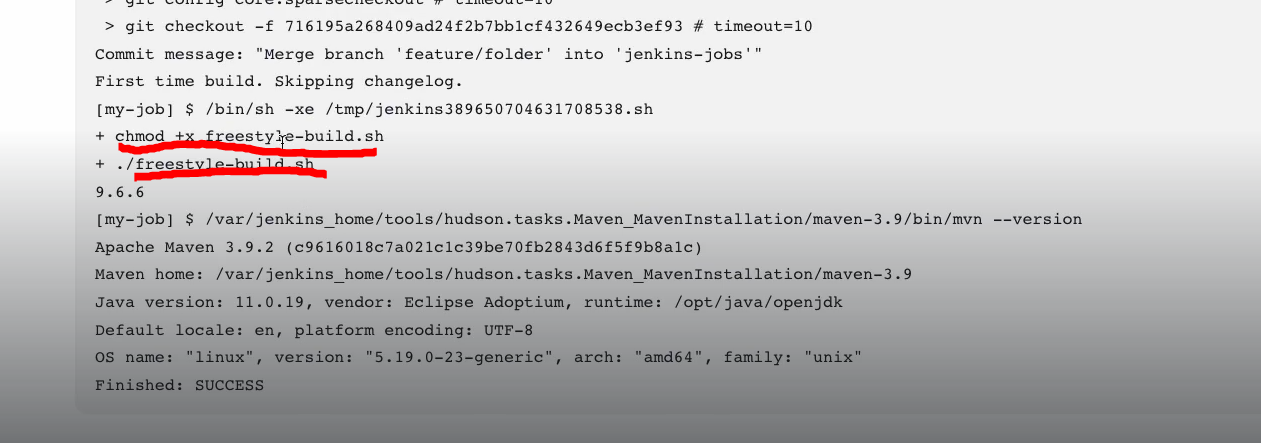 > git config core.sparsecheckout # timeout=10
> git checkout -f 716195a268409ad24f2b7bb1cf432649ecb3ef93 # timeout=10
Commit message: "Merge branch 'feature/folder' into 'jenkins-jobs'"
First time build. Skipping changelog.
[my-job] $ /bin/sh -xe /tmp/jenkins389650704631708538.sh
+ chmod +x freestyle-build.sh
+ ./freestyle-build.sh
9.6.6
[my-job] $ /var/jenkins_home/tools/hudson.tasks.Maven_MavenInstallation/maven-3.9/bin/mvn --version
Apache Maven 3.9.2 (c9616018c7a021c1c39be70fb2843d6f5f9b8a1c)
Maven home: /var/jenkins_home/tools/hudson.tasks.Maven_MavenInstallation/maven-3.9
Java version: 11.0.19, vendor: Eclipse Adoptium, runtime: /opt/java/openjdk
Default locale: en, platform encoding: UTF-8
OS name: "linux", version: "5.19.0-23-generic", arch: "amd64", family: "unix"
Finished: SUCCESS